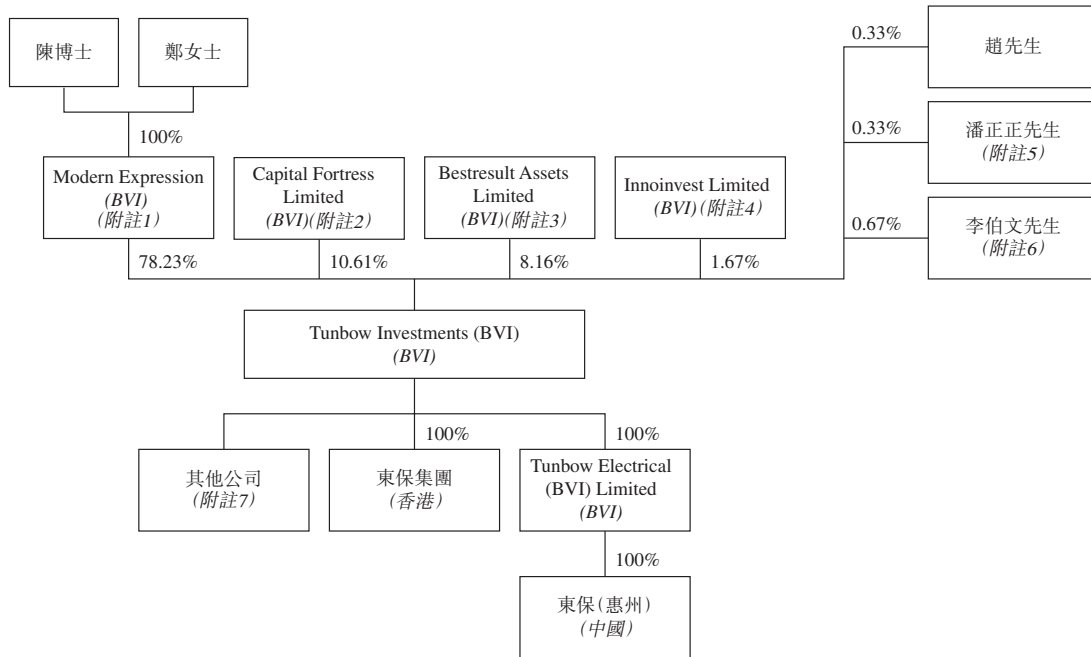 陳博士
鄭女士
100%
Modern Expression
(BVI)
(附註1)
Capital Fortress
Limited
(BVI)(附註2)
Bestresult Assets
Limited
(BVI)(附註3)
Innoinvest Limited
(BVI)(附註4)
0.33%
趙先生
0.33%
潘正正先生
(附註5)
0.67%
李伯文先生
(附註6)
78.23%
10.61%
8.16%
1.67%
Tunbow Investments (BVI)
(BVI)
其他公司
(附註7)
100%
東保集團
(香港)
100%
Tunbow Electrical
(BVI) Limited
(BVI)
100%
東保(惠州)
(中國)